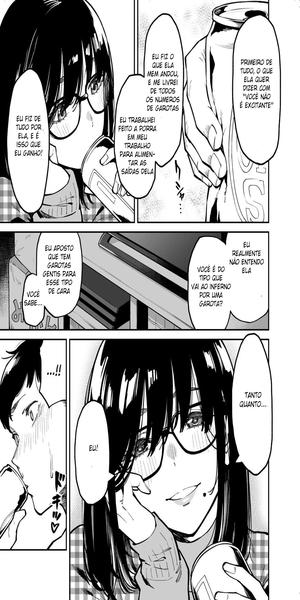 PRIMEIRO
DE TUDO, O
QUE ELA QUER
DIZER COM
"VOCÊ NÃO É
EXCITANTE"
EU FIZ O
QUE ELA
MEM ANDOU,
E ME LIVREI
DE TODOS
OS NUMEROS
DE GAROTAS
EU TRABALHEI
FEITO A PORRA
EM MEU
TRABALHO
PARA ALIMEN-
TAR AS
SAÍDAS DELA
EU FIZ DE
TUDO POR
ELA, E É
ISSO QUE
EU GANHO!
EU
REALMENTE
NÃO ENTENDO
ELA
VOCÊ É DO
TIPO QUE
VAI AO INFERNO
POR UMA
GAROTA?
EU APOSTO
QUE TEM
GAROTAS
GENTIS PARA
ESSE TIPO
DE CARA
VOCÊ
SABE...
TANTO
QUANTO...
EU!
...!!